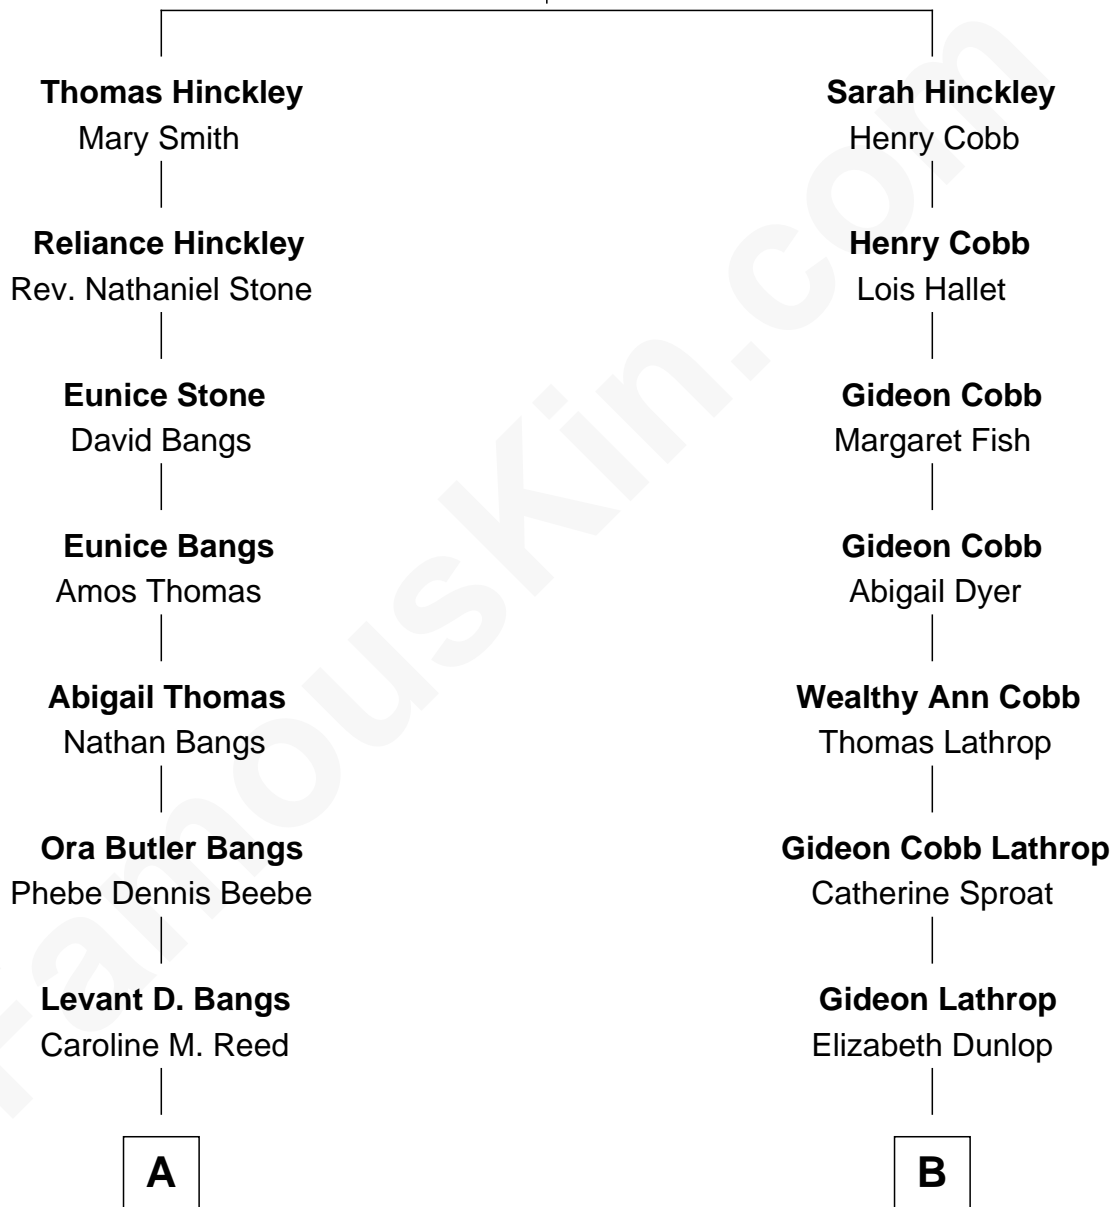 Thomas Hinckley
Mary Smith
Reliance Hinckley
Rev. Nathaniel Stone
Eunice Stone
David Bangs
Eunice Bangs
Amos Thomas
Abigail Thomas
Nathan Bangs
Ora Butler Bangs
Phebe Dennis Beebe
Levant D. Bangs
Caroline M. Reed
A
Sarah Hinckley
Henry Cobb
Henry Cobb
Lois Hallet
Gideon Cobb
Margaret Fish
Gideon Cobb
Abigail Dyer
Wealthy Ann Cobb
Thomas Lathrop
Gideon Cobb Lathrop
Catherine Sproat
Gideon Lathrop
Elizabeth Dunlop
B
FamousKin.com